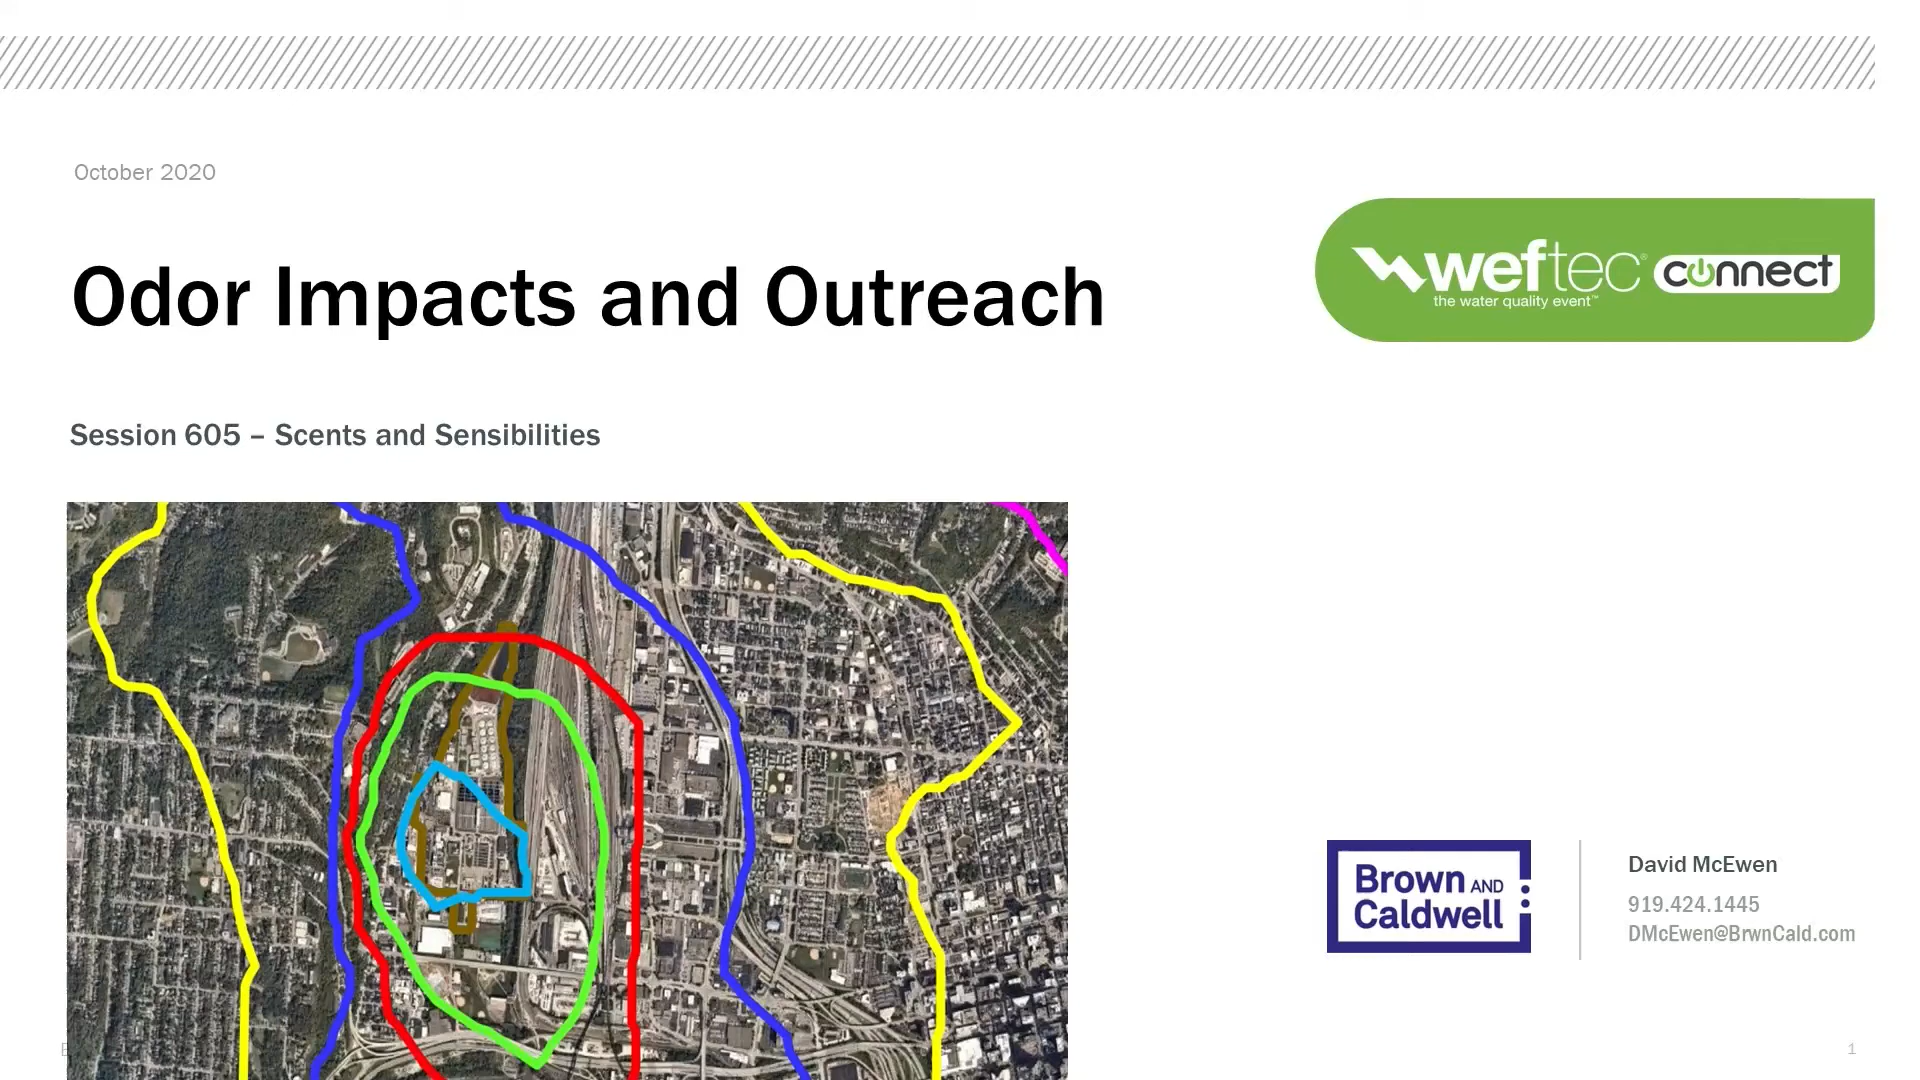 October 2020
Odor Impacts and Outreach
weftec® connect
the water quality event™
Session 605 – Scents and Sensibilities
Brown AND
Caldwell
David McEwen
919.424.1445
DMcEwen@BrwnCald.com
1